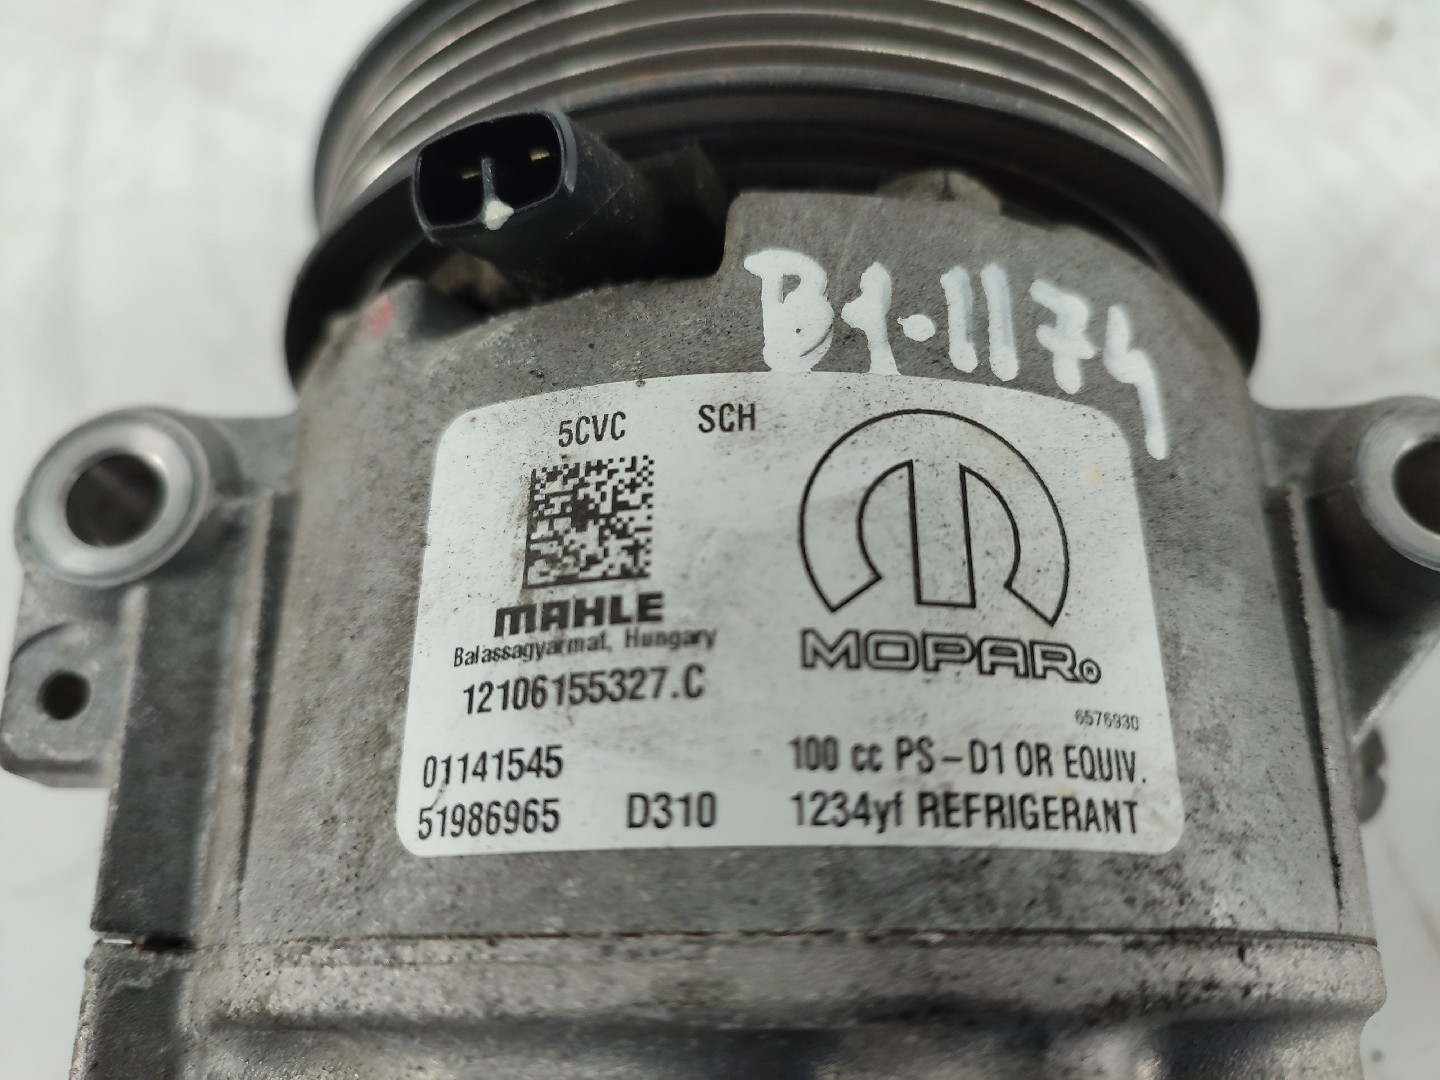 B1-1174
5CVC SCH
MAHLE
Balassagyarmat, Hungary
12106155327.C
MOPAR®
6576930
01141545
100 cc PS-D1 OR EQUIV.
51986965 D310 1234yf REFRIGERANT